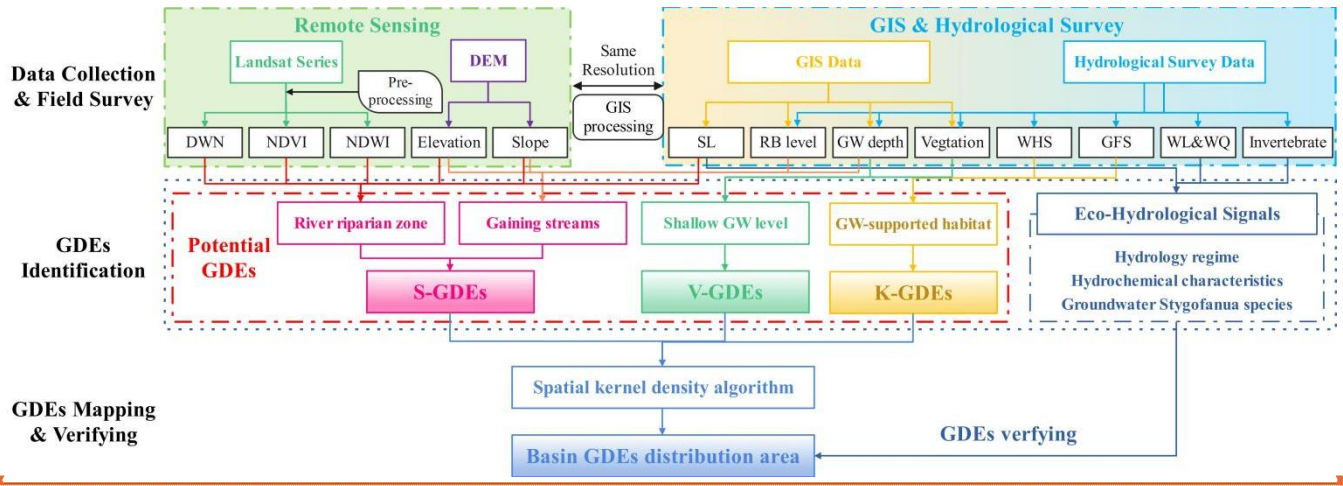 Remote Sensing
GIS & Hydrological Survey
Data Collection
& Field Survey
Landsat Series
DEM
Pre-
processing
Same
Resolution
GIS
processing
GIS Data
Hydrological Survey Data
DWN
NDVI
NDWI
Elevation
Slope
SL
RB level
GW depth
Vegtation
WHS
GFS
WL&WQ
Invertebrate
GDEs
Identification
Potential
GDEs
River riparian zone
Gaining streams
Shallow GW level
GW-supported habitat
S-GDEs
V-GDEs
K-GDEs
Eco-Hydrological Signals
Hydrology regime
Hydrochemical characteristics
Groundwater Stygofanua species
GDEs Mapping
& Verifying
Spatial kernel density algorithm
GDEs verfying
Basin GDEs distribution area